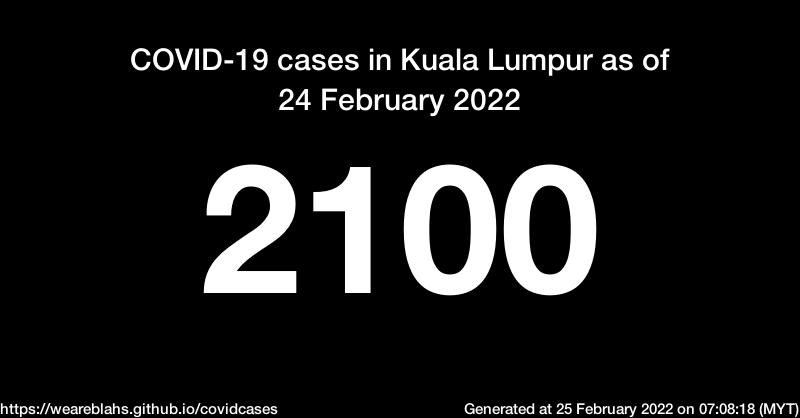 COVID-19 cases in Kuala Lumpur as of
24 February 2022
2100
https://weareblahs.github.io/covidcases
Generated at 25 February 2022 on 07:08:18 (MYT)